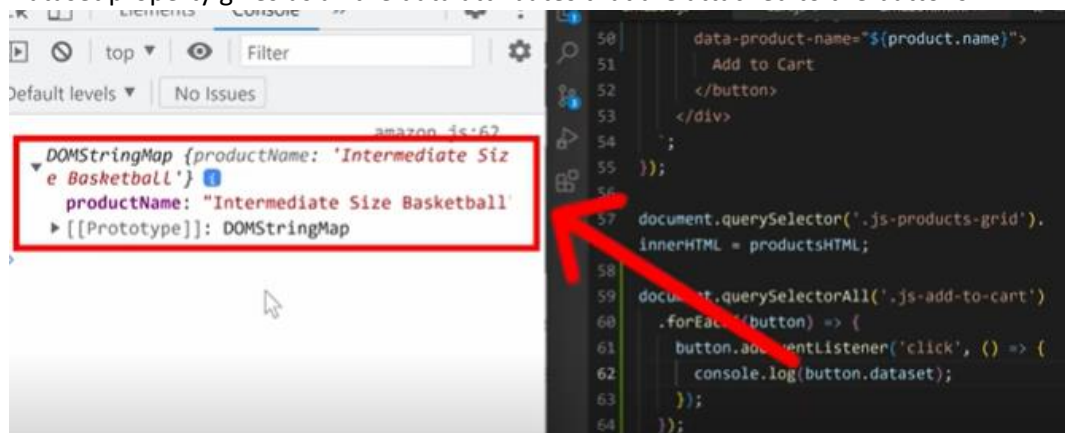 Elements Console »
top ▼ Filter
Default levels ▼ No Issues
amazon.js:62
▼ DOMStringMap {productName: 'Intermediate Siz
e Basketball'} i
productName: "Intermediate Size Basketball"
▶ [[Prototype]]: DOMStringMap
50 data-product-name="${product.name}">
51 Add to Cart
52 </button>
53 </div>
54 `;
55 });
56
57 document.querySelector('.js-products-grid').
innerHTML = productsHTML;
58
59 document.querySelectorAll('.js-add-to-cart')
60 .forEach((button) => {
61 button.addEventListener('click', () => {
62 console.log(button.dataset);
63 });
64 });